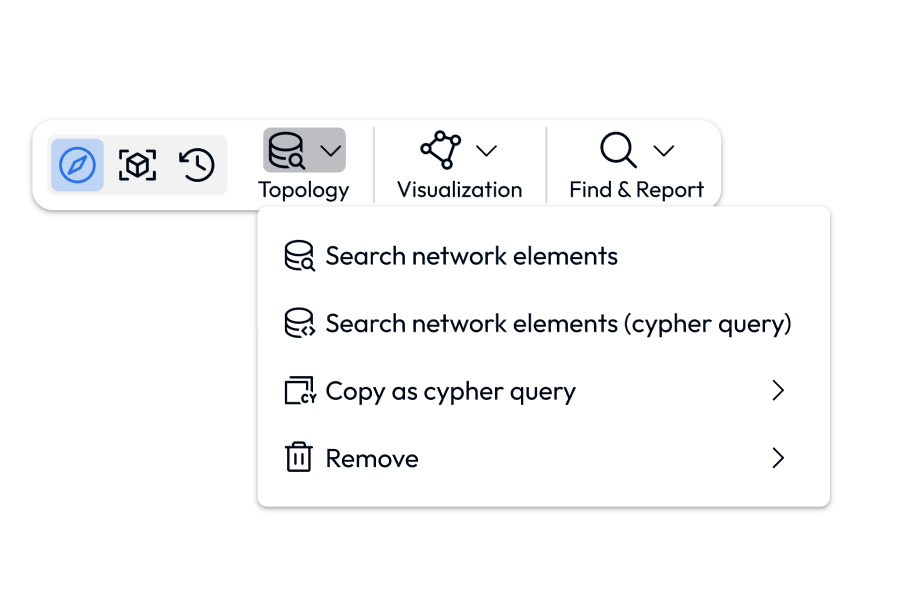 Topology
Visualization
Find & Report
Search network elements
Search network elements (cypher query)
CY
Copy as cypher query
Remove